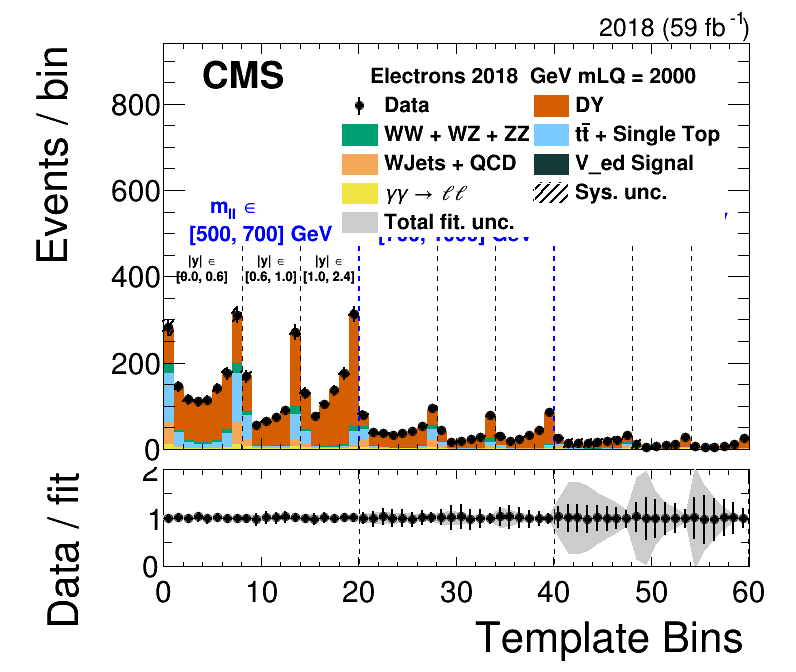 2018 (59 fb-1)
CMS
Electrons 2018 GeV mLQ = 2000
Data
DY
WW + WZ + ZZ
tt̄ + Single Top
WJets + QCD
V_ed Signal
γγ → ℓℓ
Sys. unc.
Total fit. unc.
Events / bin
800
600
400
200
0
mll ∈
[500, 700] GeV
|y| ∈
[0.0, 0.6]
|y| ∈
[0.6, 1.0]
|y| ∈
[1.0, 2.4]
Data / fit
2
1
0
0 10 20 30 40 50 60
Template Bins